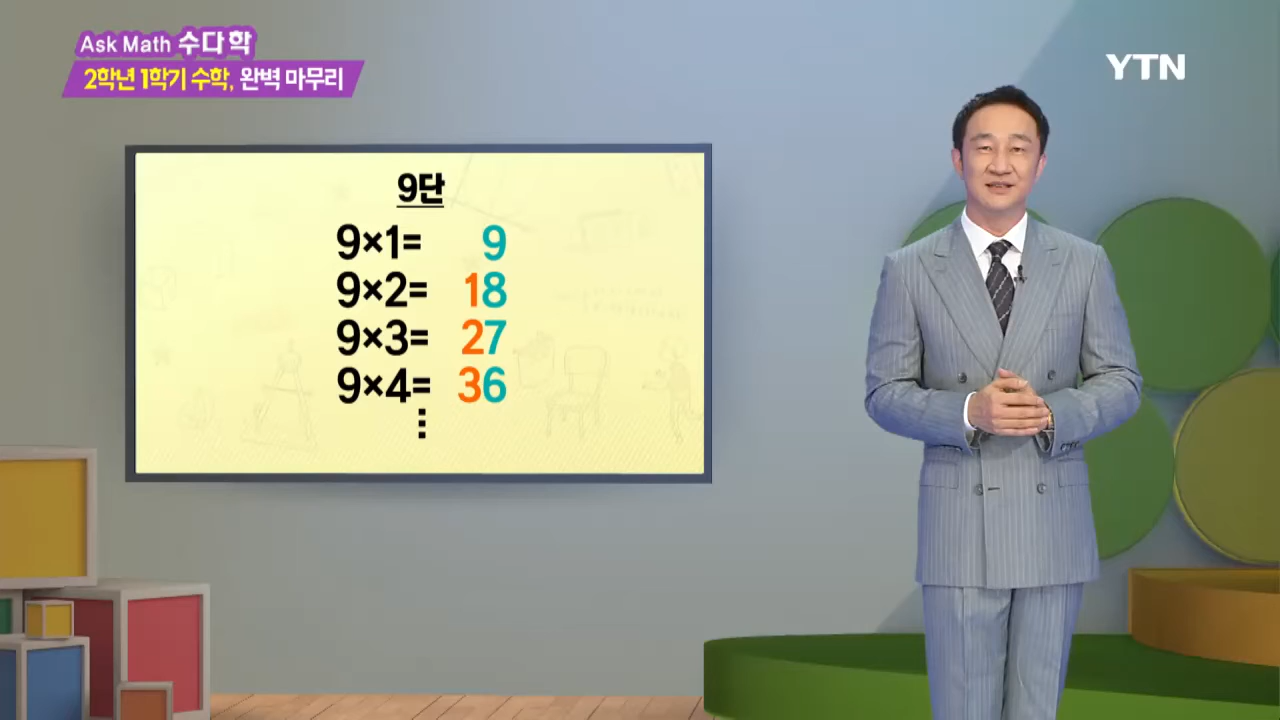 Ask Math 수다학
2학년 1학기 수학, 완벽 마무리
YTN
9단
9×1= 9
9×2= 18
9×3= 27
9×4= 36
⋮